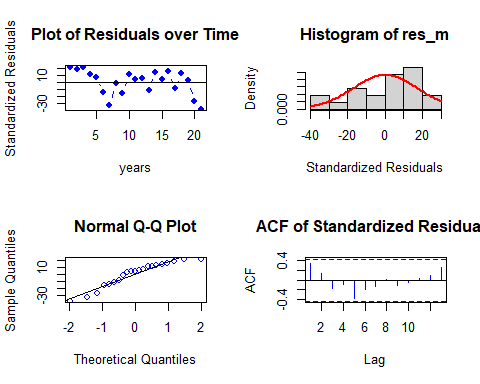 Plot of Residuals over Time
Standardized Residuals
10
-30
5 10 15 20
years
Histogram of res_m
Density
0.000
-40 -20 0 20
Standardized Residuals
Normal Q-Q Plot
Sample Quantiles
10
-30
-2 -1 0 1 2
Theoretical Quantiles
ACF of Standardized Residua
ACF
0.4
-0.4
2 4 6 8 10
Lag